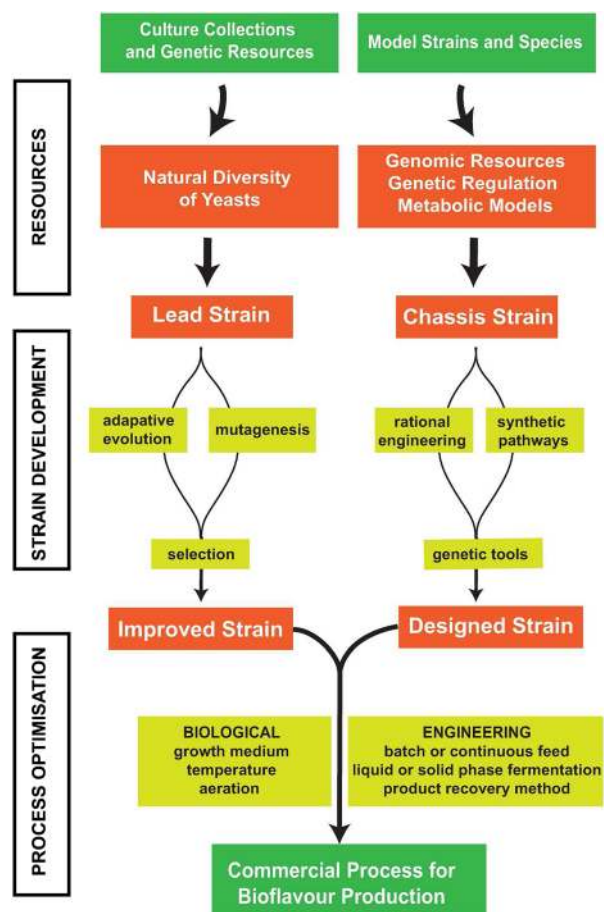 Culture Collections
and Genetic Resources
Model Strains and Species
RESOURCES
Natural Diversity
of Yeasts
Genomic Resources
Genetic Regulation
Metabolic Models
Lead Strain
Chassis Strain
STRAIN DEVELOPMENT
adapative
evolution
mutagenesis
rational
engineering
synthetic
pathways
selection
genetic tools
Improved Strain
Designed Strain
PROCESS OPTIMISATION
BIOLOGICAL
growth medium
temperature
aeration
ENGINEERING
batch or continuous feed
liquid or solid phase fermentation
product recovery method
Commercial Process for
Bioflavour Production